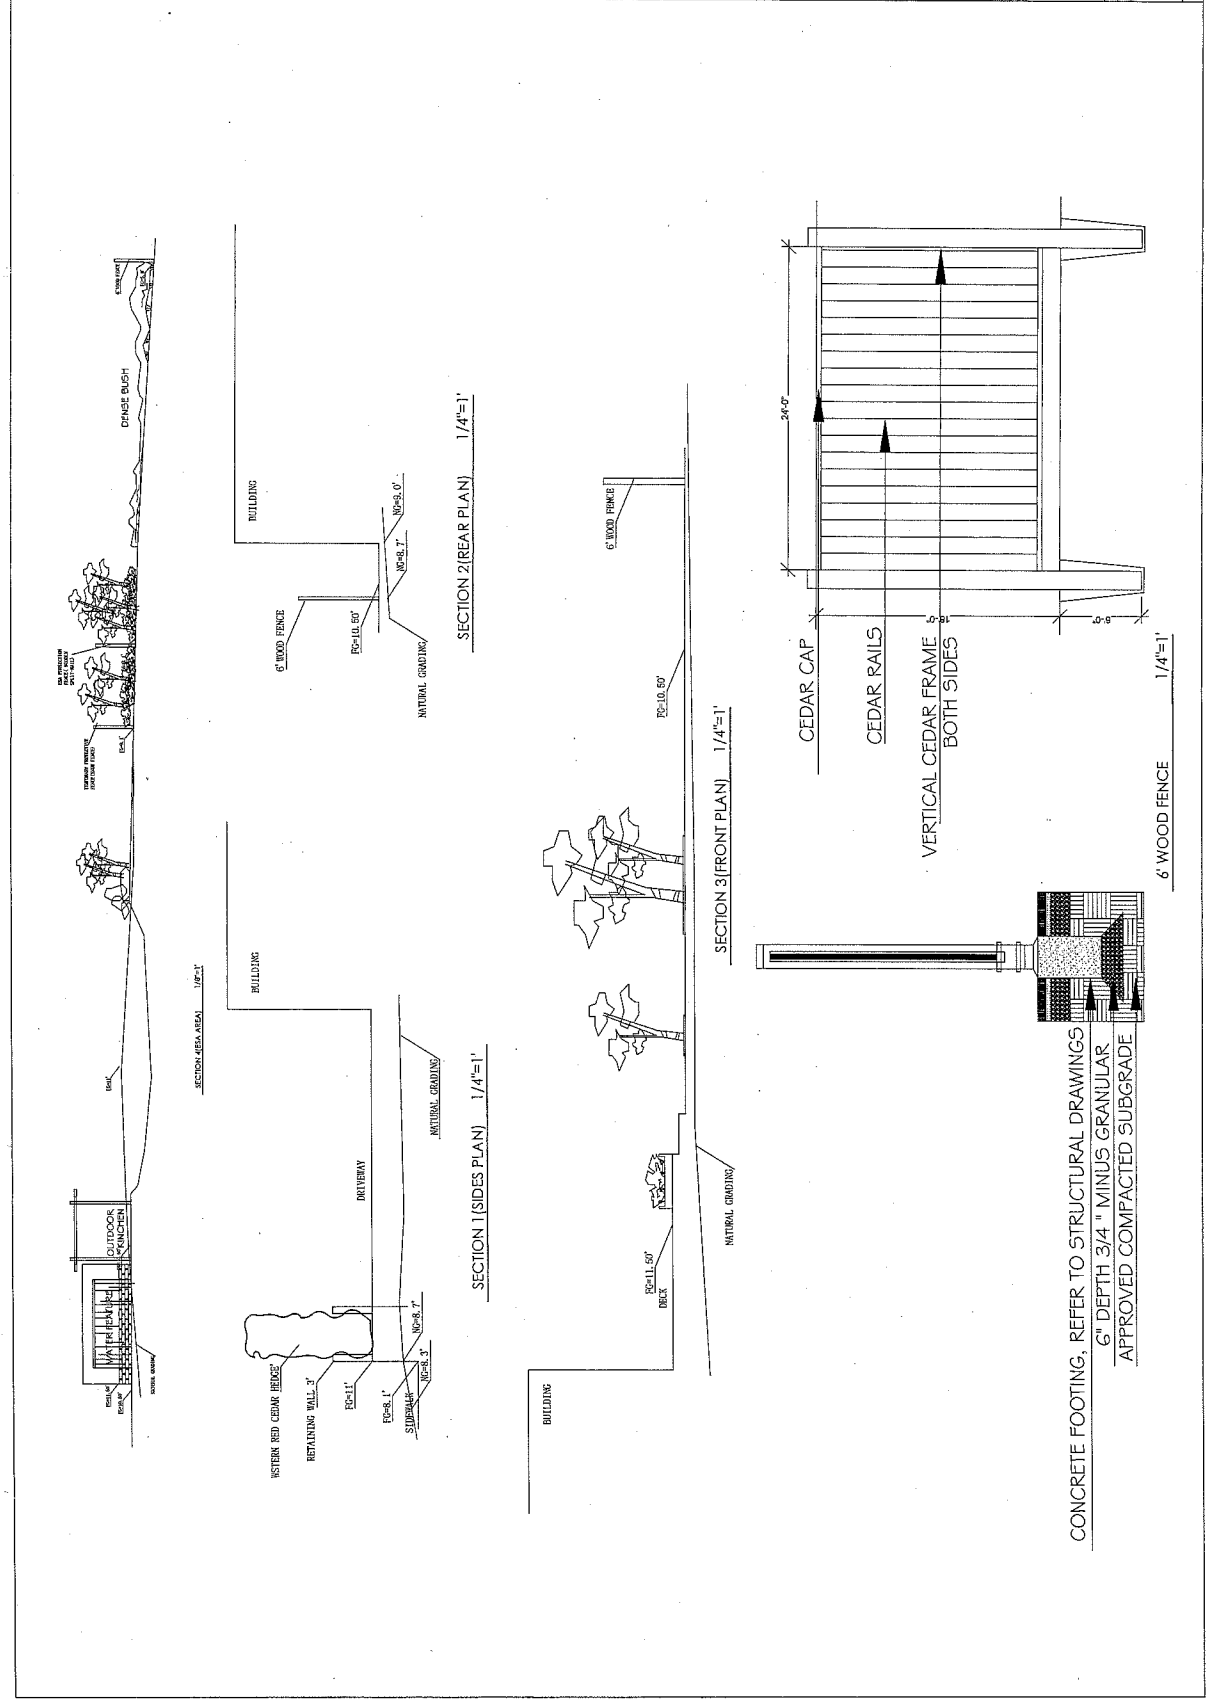 WATER FEATURE
OUTDOOR
KINCHEN
DENSE BUSH
6' WOOD FENCE
SECTION 4(ESA AREA) 1/8"=1'
BUILDING
DRIVEWAY
NATURAL GRADING
WSTERN RED CEDAR HEDGE'
RETAINING WALL 3'
FG=11'
FG=8.1'
SIDEWALK
NG=8.3'
NG=8.7'
SECTION 1(SIDES PLAN) 1/4"=1'
BUILDING
6' WOOD FENCE
FG=10.50'
NG=8.7'
NG=9.0'
NATURAL GRADING
SECTION 2(REAR PLAN) 1/4"=1'
BUILDING
FG=11.50'
DECK
NATURAL GRADING
FG=10.50'
6' WOOD FENCE
SECTION 3(FRONT PLAN) 1/4"=1'
24'-0"
18'-0"
6'-0"
CEDAR CAP
CEDAR RAILS
VERTICAL CEDAR FRAME
BOTH SIDES
CONCRETE FOOTING, REFER TO STRUCTURAL DRAWINGS
6" DEPTH 3/4 " MINUS GRANULAR
APPROVED COMPACTED SUBGRADE
6' WOOD FENCE 1/4"=1'